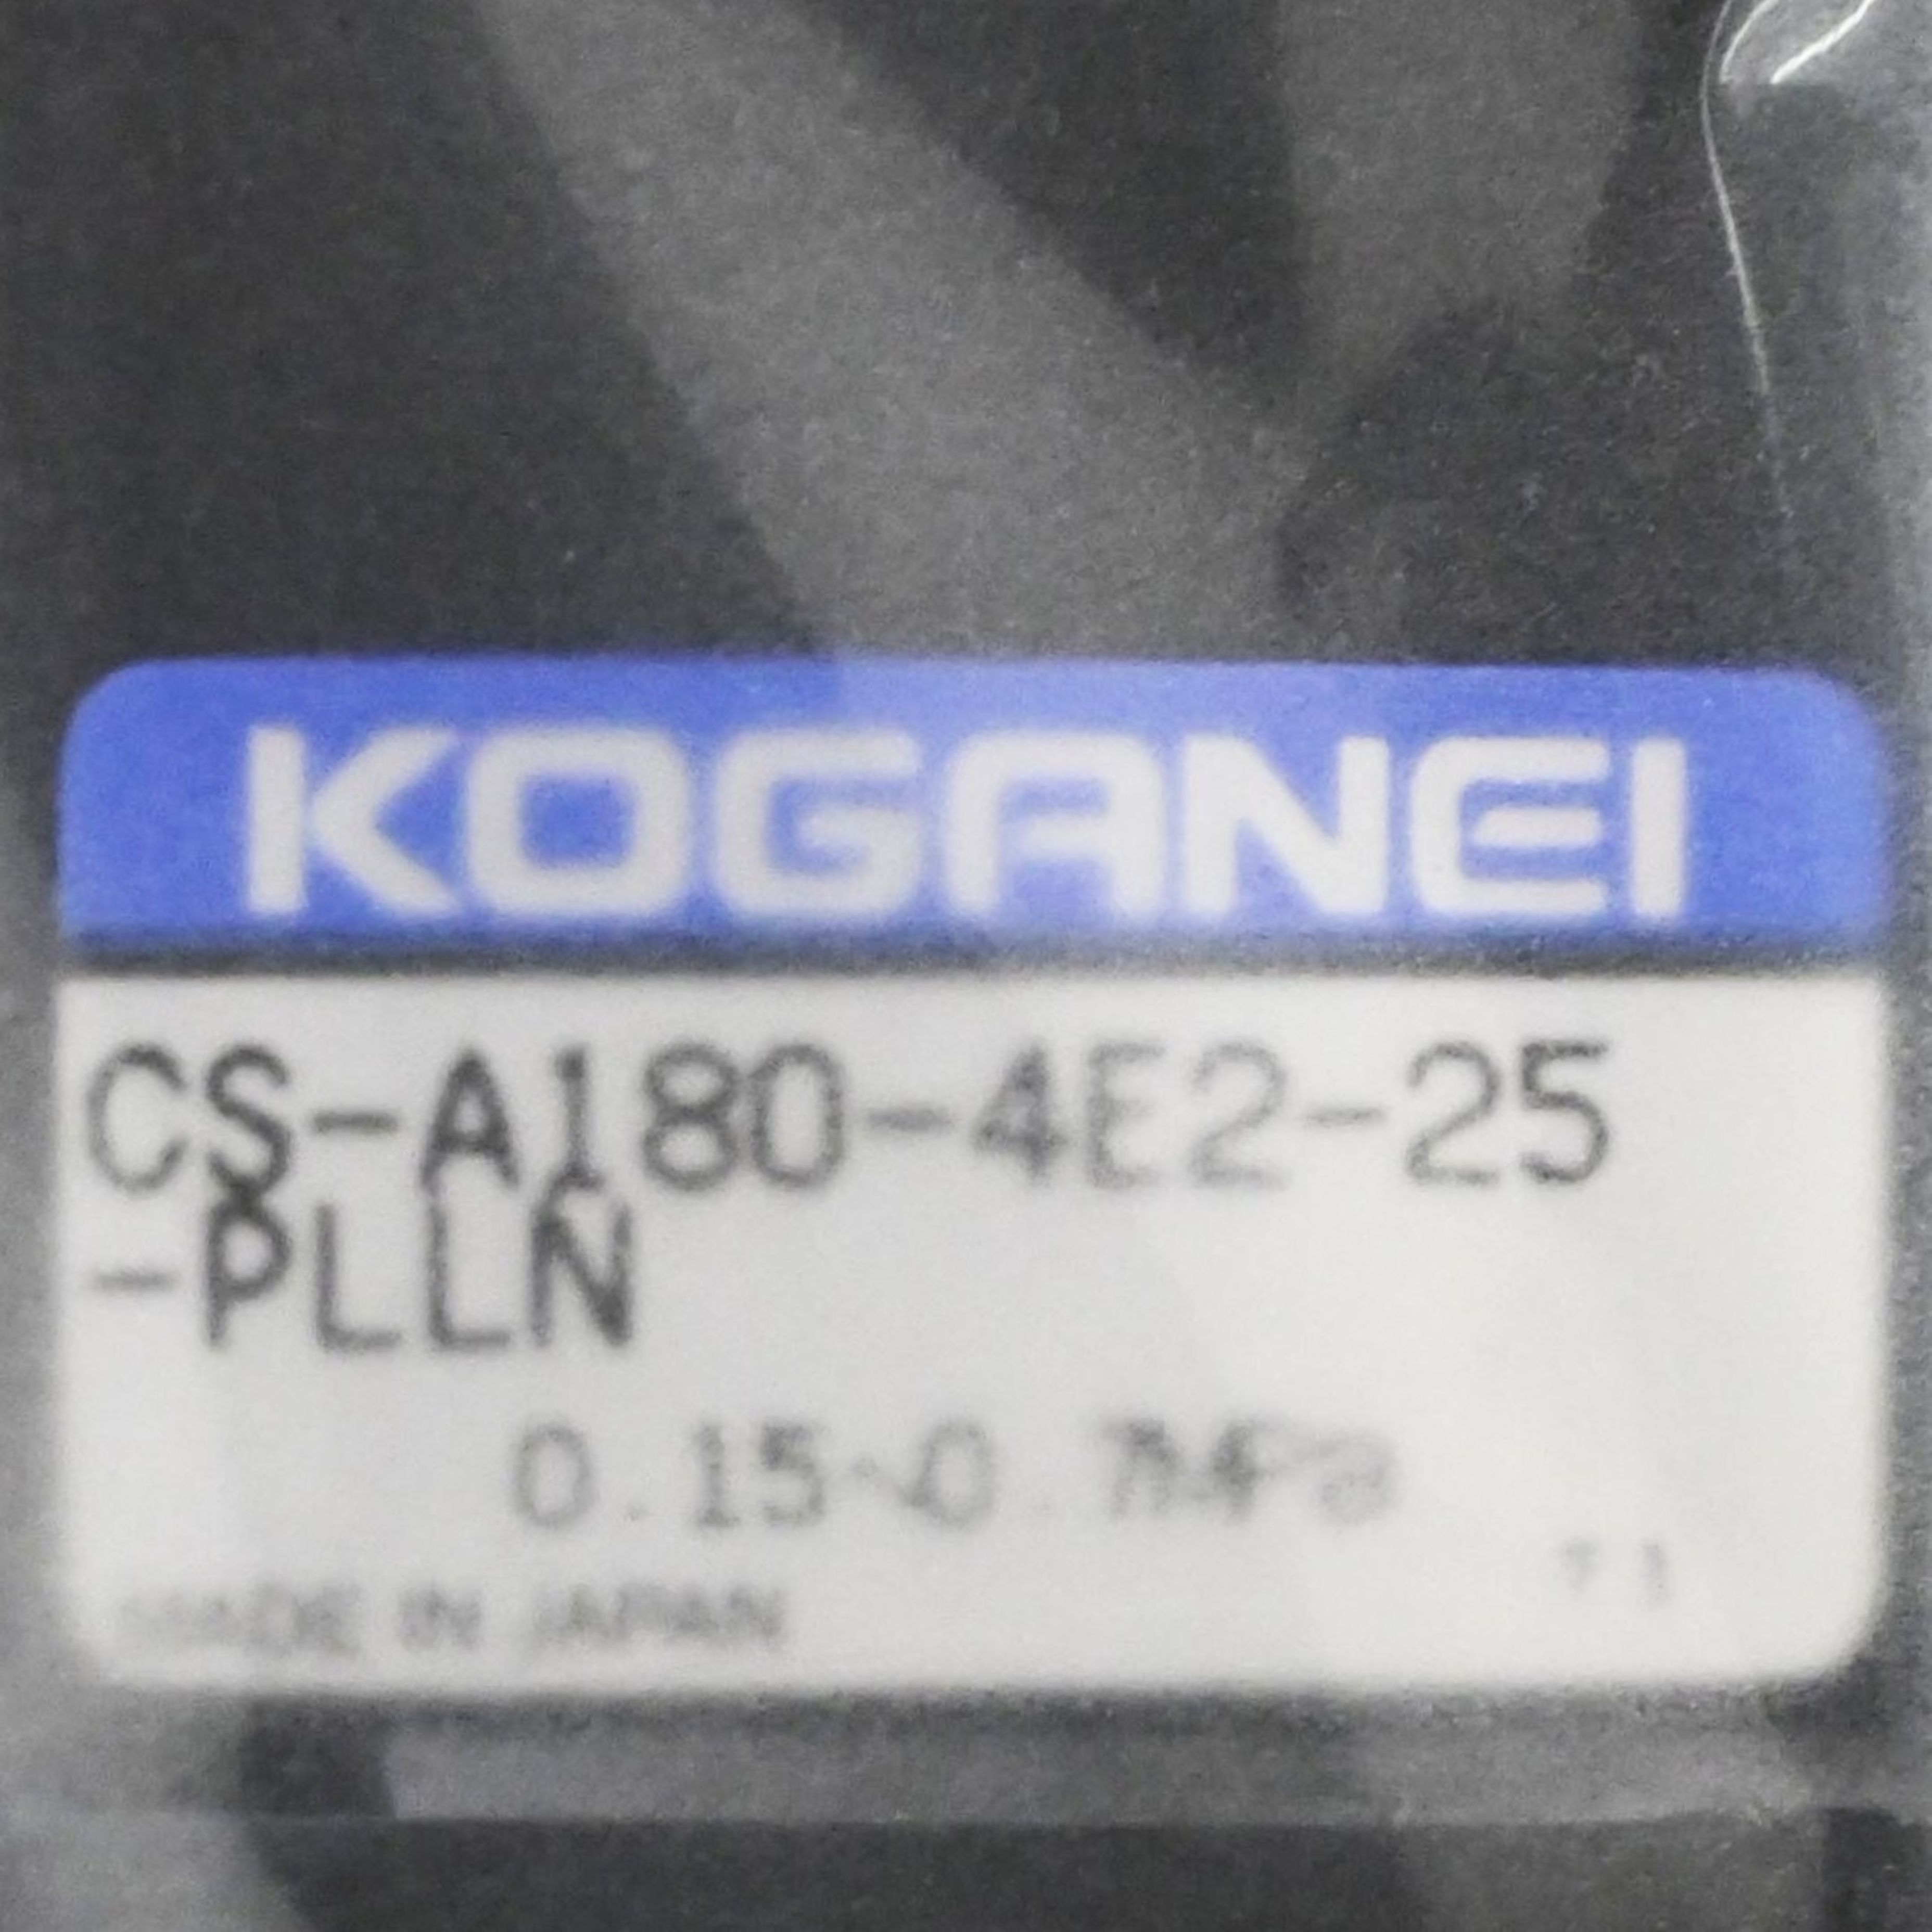 KOGANEI
CS-A180-4E2-25
-PLLN
0.15~0.7MPa
MADE IN JAPAN